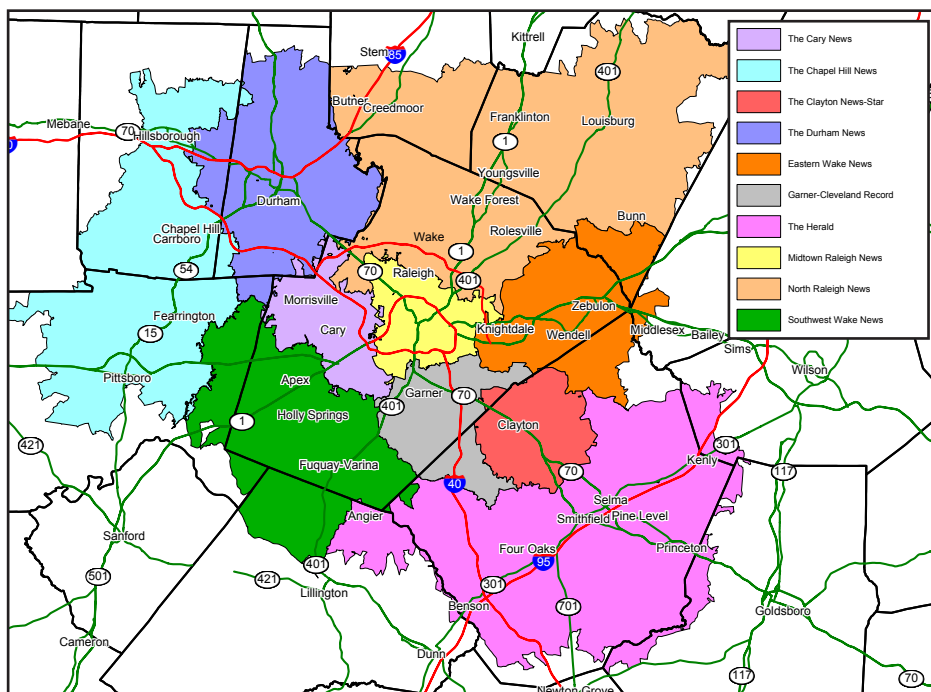 Kittrell
Stem
85
401
The Cary News
The Chapel Hill News
The Clayton News-Star
The Durham News
Eastern Wake News
Garner-Cleveland Record
The Herald
Midtown Raleigh News
North Raleigh News
Southwest Wake News
Butner
Creedmoor
Franklinton
Louisburg
Mebane
70
Hillsborough
0
1
Youngsville
Durham
Wake Forest
Bunn
Chapel Hill
Carrboro
Rolesville
Wake
1
54
70
Raleigh
401
Morrisville
Zebulon
Fearrington
15
Cary
Knightdale
Wendell
Middlesex
Bailey
Sims
Pittsboro
Apex
Wilson
Garner
70
Holly Springs
401
1
Clayton
421
301
Fuquay-Varina
Kenly
70
117
40
Selma
Angier
Smithfield
Pine Level
Sanford
Four Oaks
Princeton
95
401
501
421
301
Lillington
Benson
701
Goldsboro
Cameron
Dunn
117
70
Newton Grove